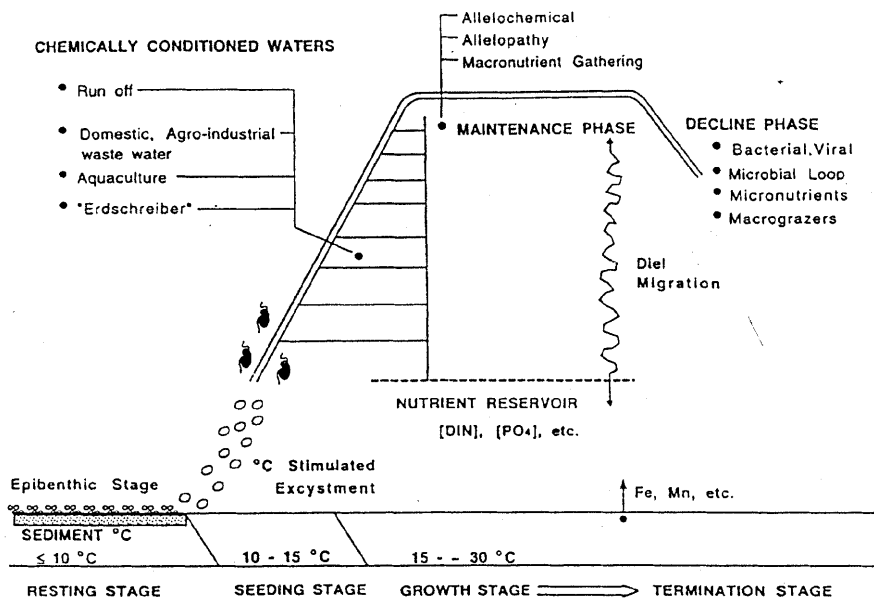 Allelochemical
Allelopathy
Macronutrient Gathering
CHEMICALLY CONDITIONED WATERS
Run off
Domestic, Agro-industrial
waste water
Aquaculture
"Erdschreiber"
MAINTENANCE PHASE
DECLINE PHASE
Bacterial, Viral
Microbial Loop
Micronutrients
Macrograzers
Diel
Migration
NUTRIENT RESERVOIR
[DIN], [PO4], etc.
°C Stimulated
Excystment
Epibenthic Stage
Fe, Mn, etc.
SEDIMENT °C
≤ 10 °C
10 - 15 °C
15 - - 30 °C
RESTING STAGE
SEEDING STAGE
GROWTH STAGE
TERMINATION STAGE